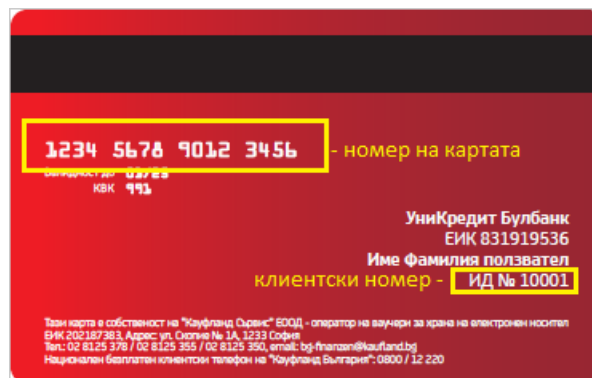 1234 5678 9012 3456 - номер на картата
Валидност до 03/25
КВК 991
УниКредит Булбанк
ЕИК 831919536
Име Фамилия ползвател
клиентски номер - ИД № 10001
Тази карта е собственост на "Кауфланд Сървис" ЕООД - оператор на ваучери за храна на електронен носител
ЕИК 202187383, Адрес: ул. Скопие № 1А, 1233 София
Тел.: 02 8125 378 / 02 8125 355 / 02 8125 350, email: bg-finanzen@kaufland.bg
Национален безплатен клиентски телефон на "Кауфланд България": 0800 / 12 220